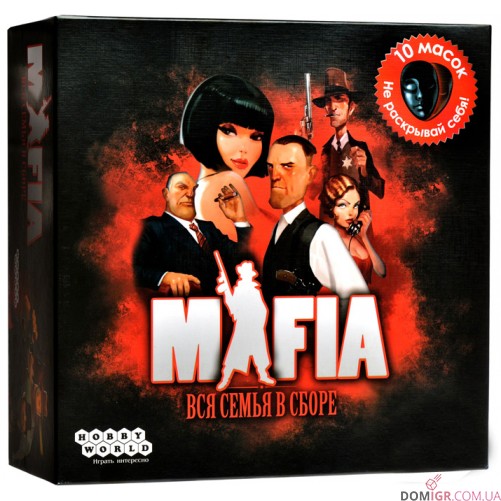 10 масок
Не раскрывай себя!
MAFIA
MAFIA
ВСЯ СЕМЬЯ В СБОРЕ
HOBBY
WORLD
Играть интересно
DOMIGR.COM.UA